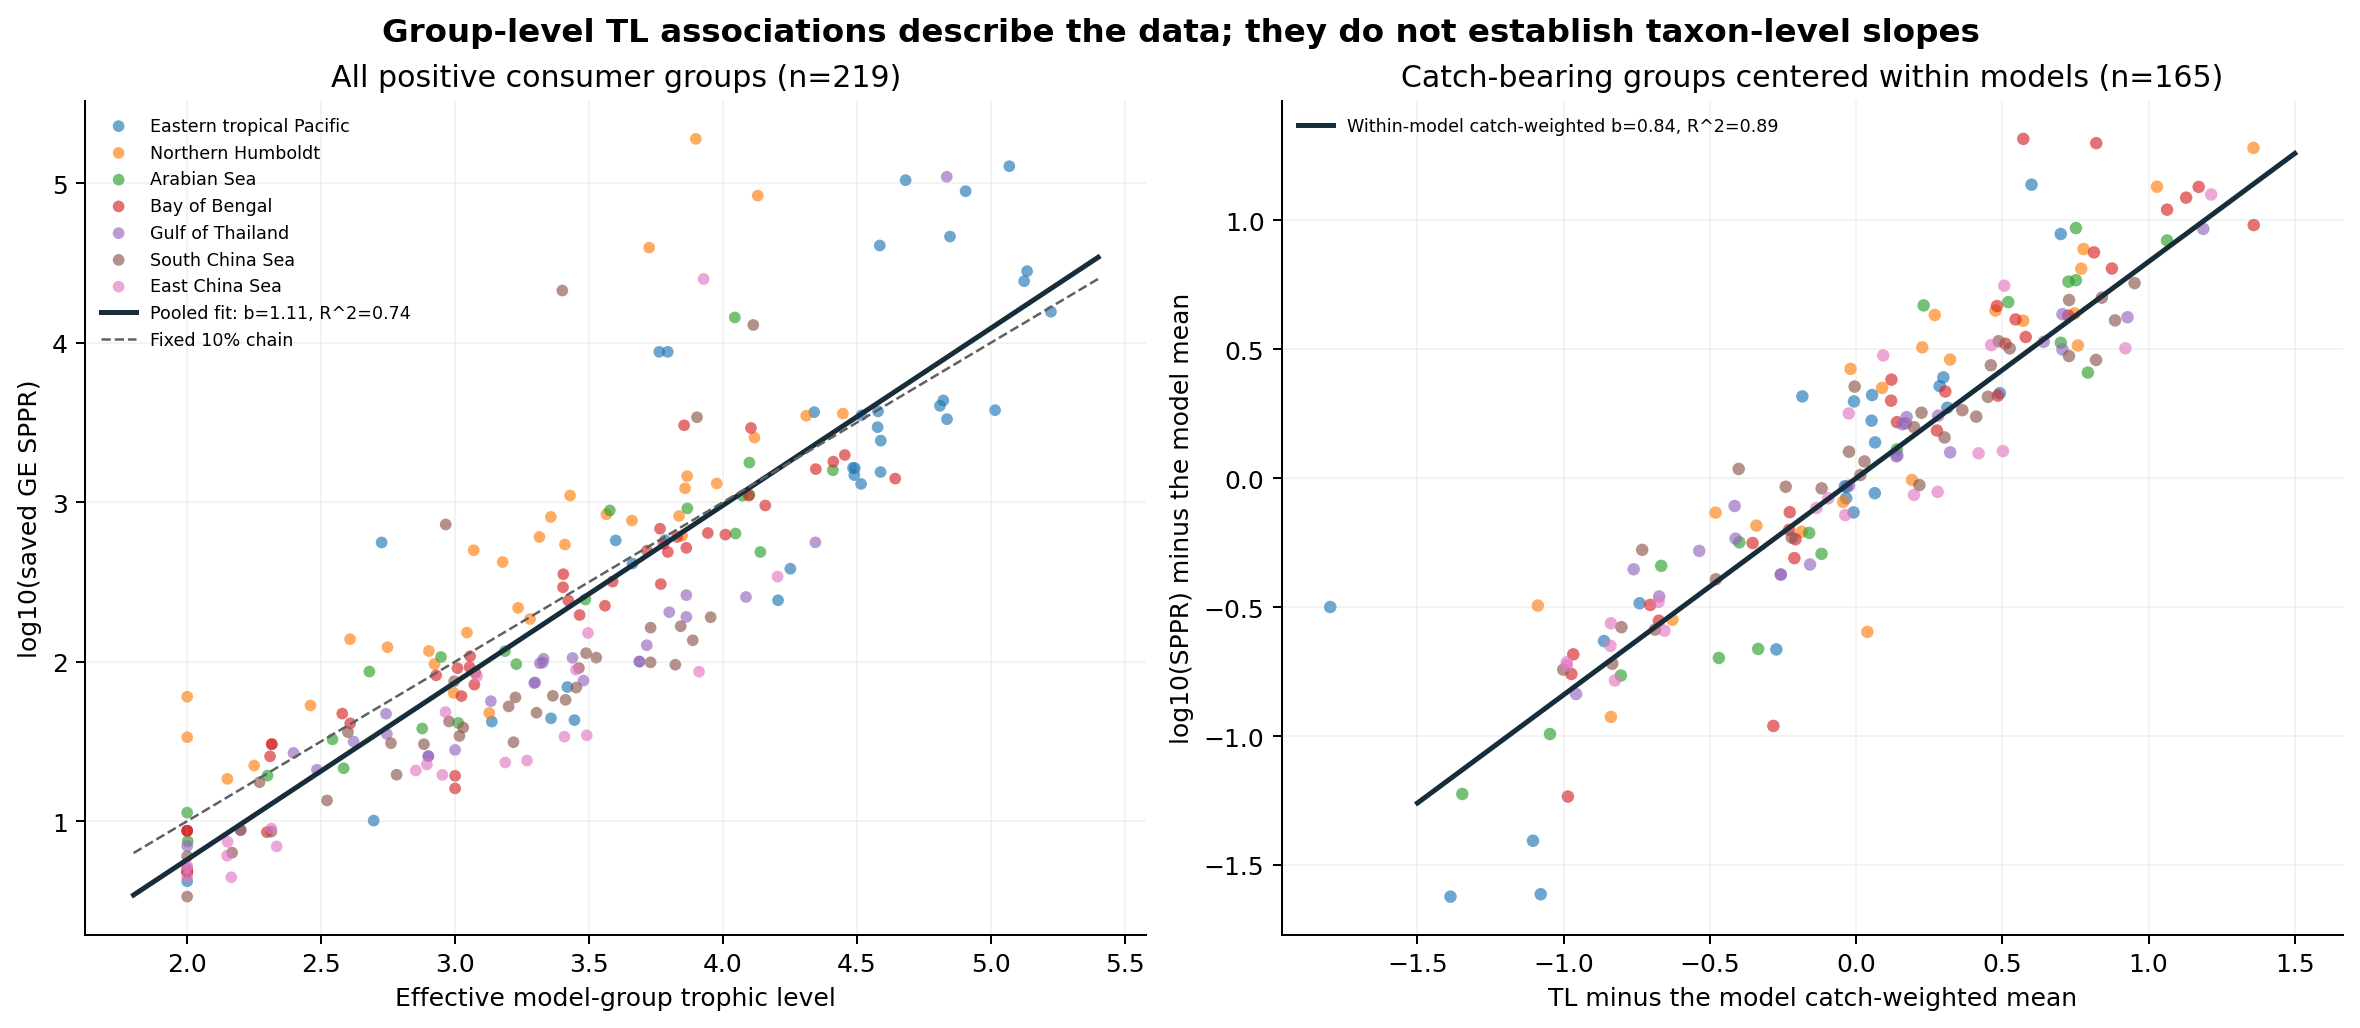 Group-level TL associations describe the data; they do not establish taxon-level slopes
All positive consumer groups (n=219)
Eastern tropical Pacific
Northern Humboldt
Arabian Sea
Bay of Bengal
Gulf of Thailand
South China Sea
East China Sea
Pooled fit: b=1.11, R^2=0.74
Fixed 10% chain
log10(saved GE SPPR)
5
4
3
2
1
2.0 2.5 3.0 3.5 4.0 4.5 5.0 5.5
Effective model-group trophic level
Catch-bearing groups centered within models (n=165)
Within-model catch-weighted b=0.84, R^2=0.89
log10(SPPR) minus the model mean
1.0
0.5
0.0
−0.5
−1.0
−1.5
−1.5 −1.0 −0.5 0.0 0.5 1.0 1.5
TL minus the model catch-weighted mean